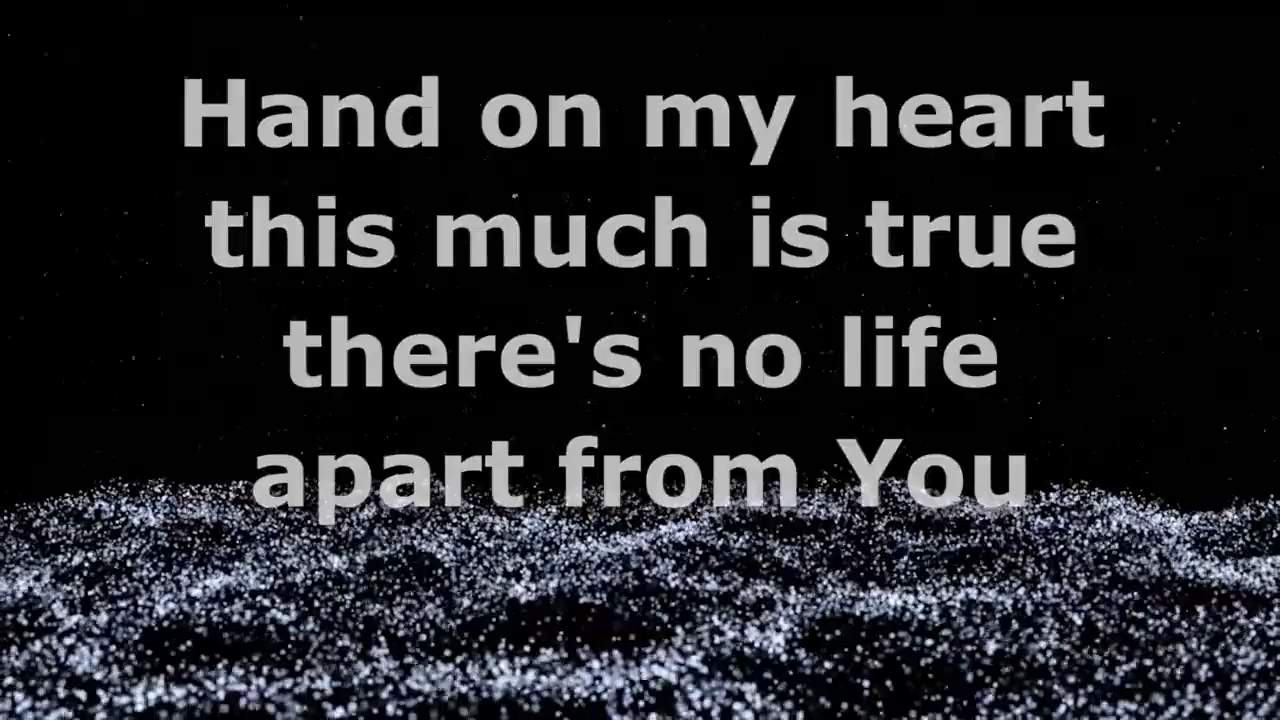 Hand on my heart
this much is true
there's no life
apart from You